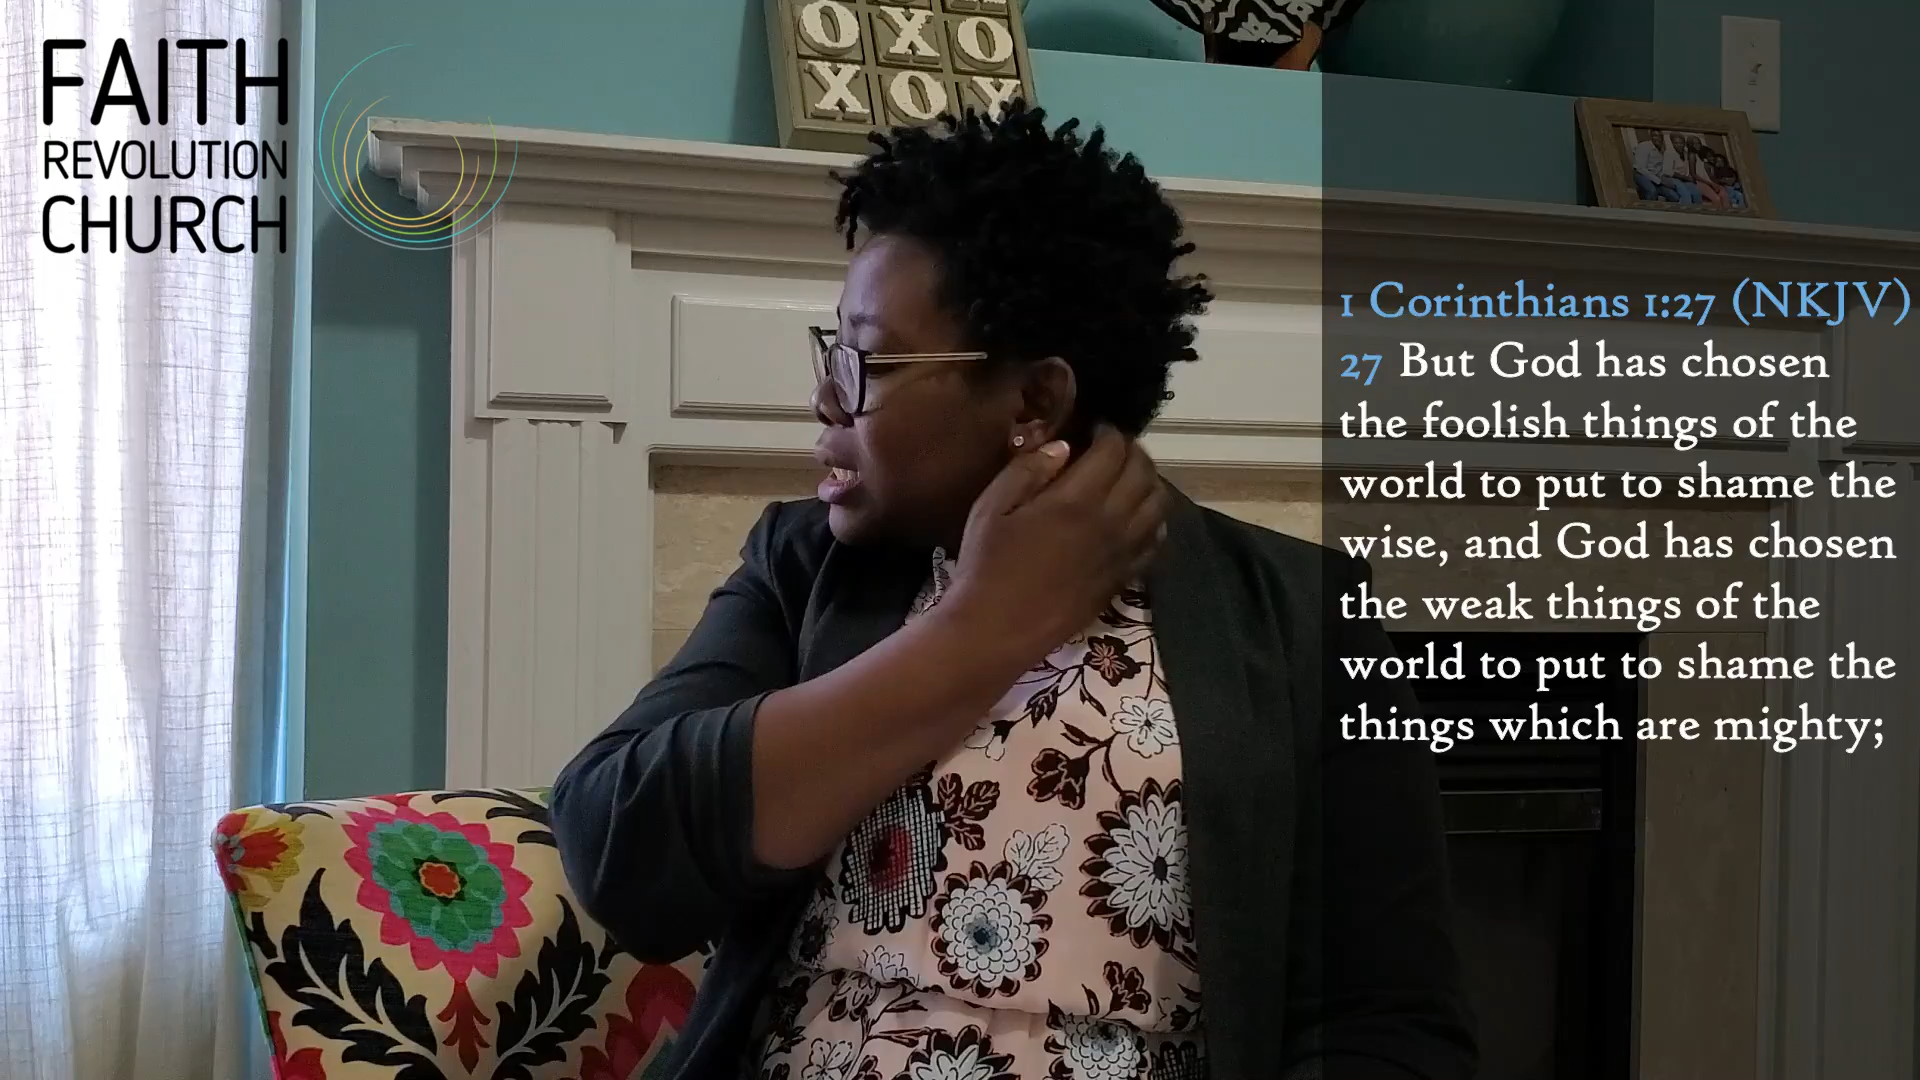 FAITH
REVOLUTION
CHURCH
OXO
XOX
1 Corinthians 1:27 (NKJV)
27 But God has chosen
the foolish things of the
world to put to shame the
wise, and God has chosen
the weak things of the
world to put to shame the
things which are mighty;